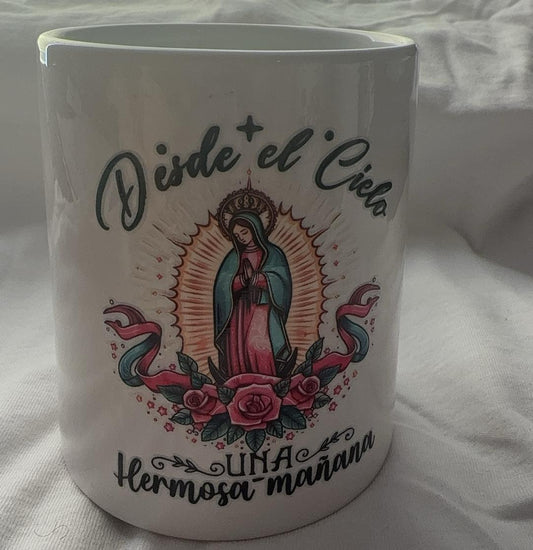 Desde el Cielo
UNA
Hermosa-mañana